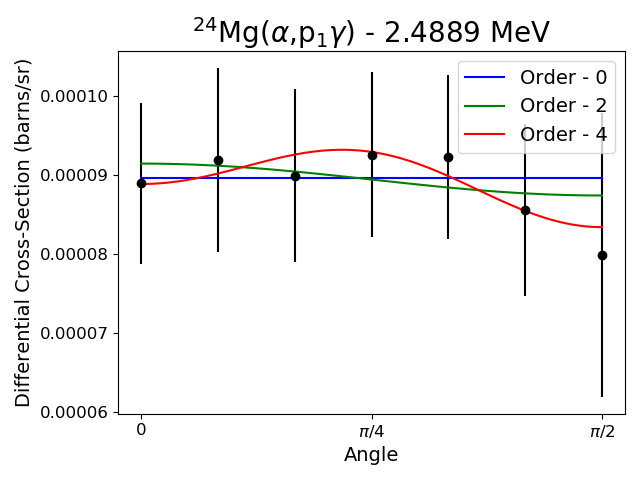 ²⁴Mg(α,p₁γ) - 2.4889 MeV
Differential Cross-Section (barns/sr)
0.00010
0.00009
0.00008
0.00007
0.00006
Order - 0
Order - 2
Order - 4
0
π/4
π/2
Angle